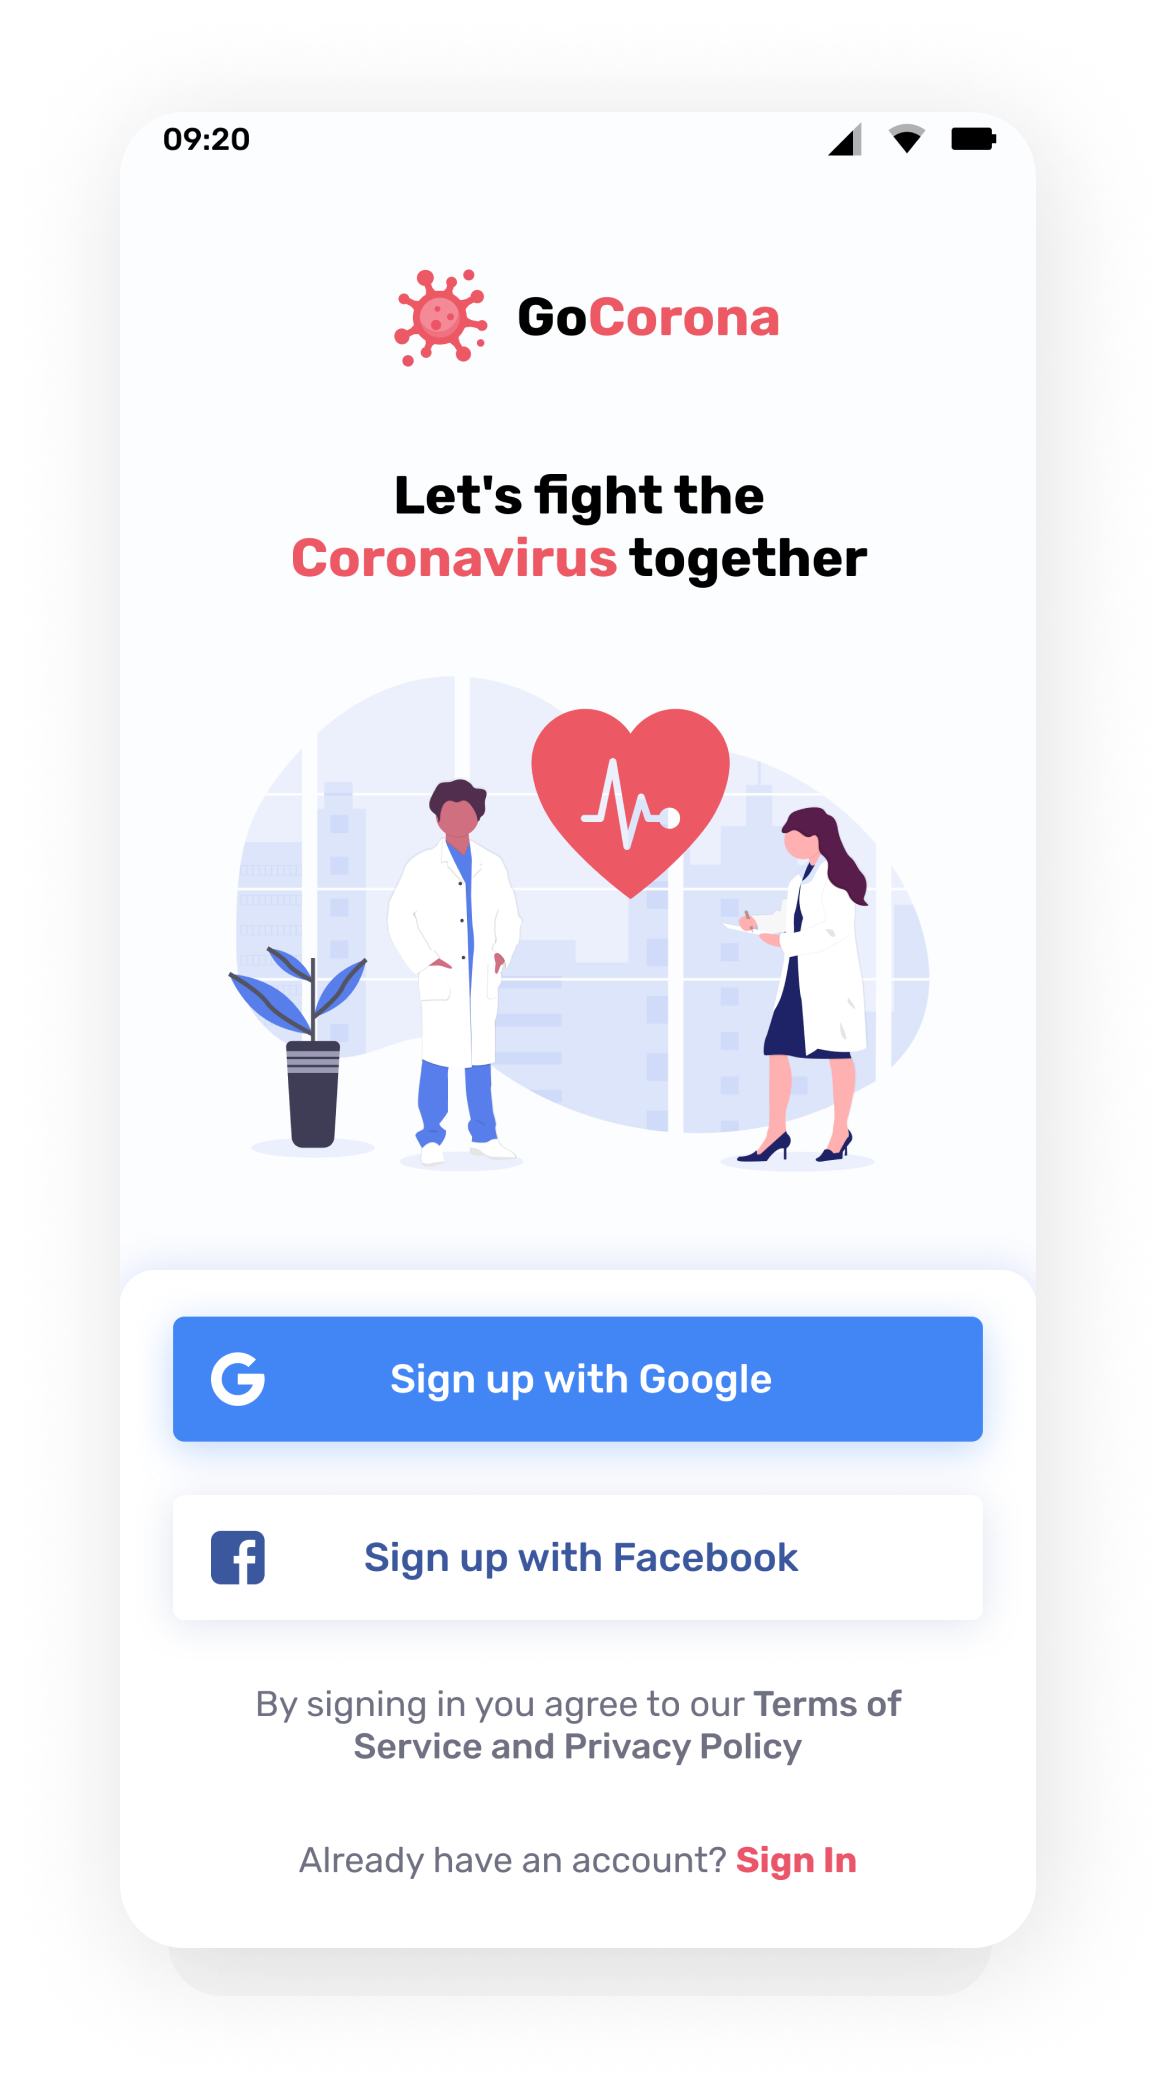 09:20
GoCorona
Let's fight the
Coronavirus together
Sign up with Google
Sign up with Facebook
By signing in you agree to our Terms of
Service and Privacy Policy
Already have an account? Sign In